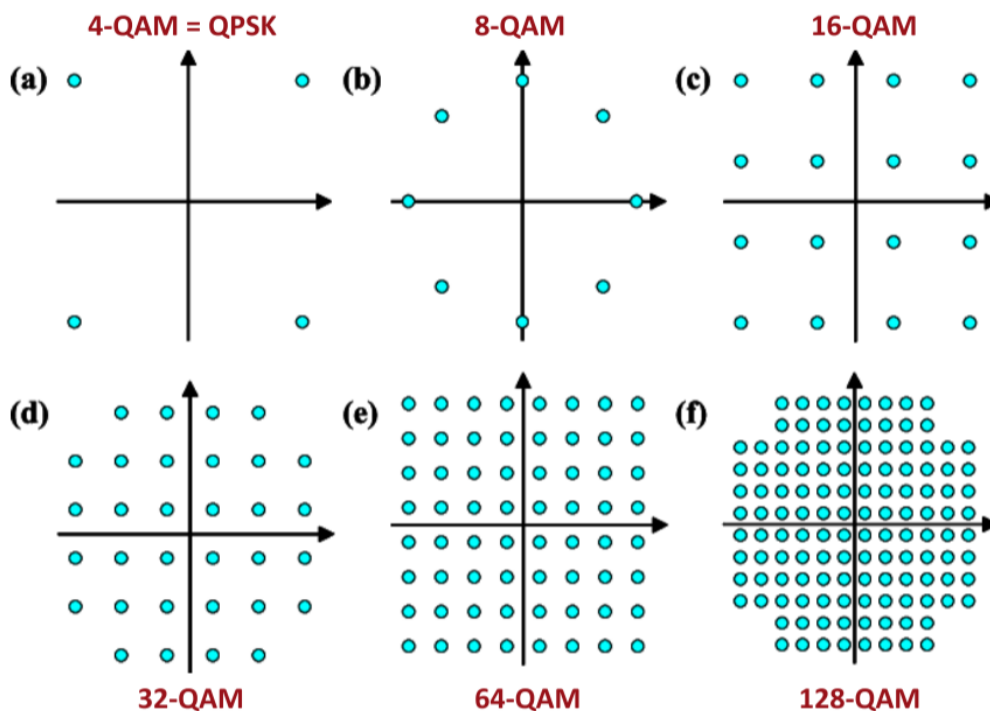 4-QAM = QPSK
8-QAM
16-QAM
(a)
(b)
(c)
(d)
(e)
(f)
32-QAM
64-QAM
128-QAM